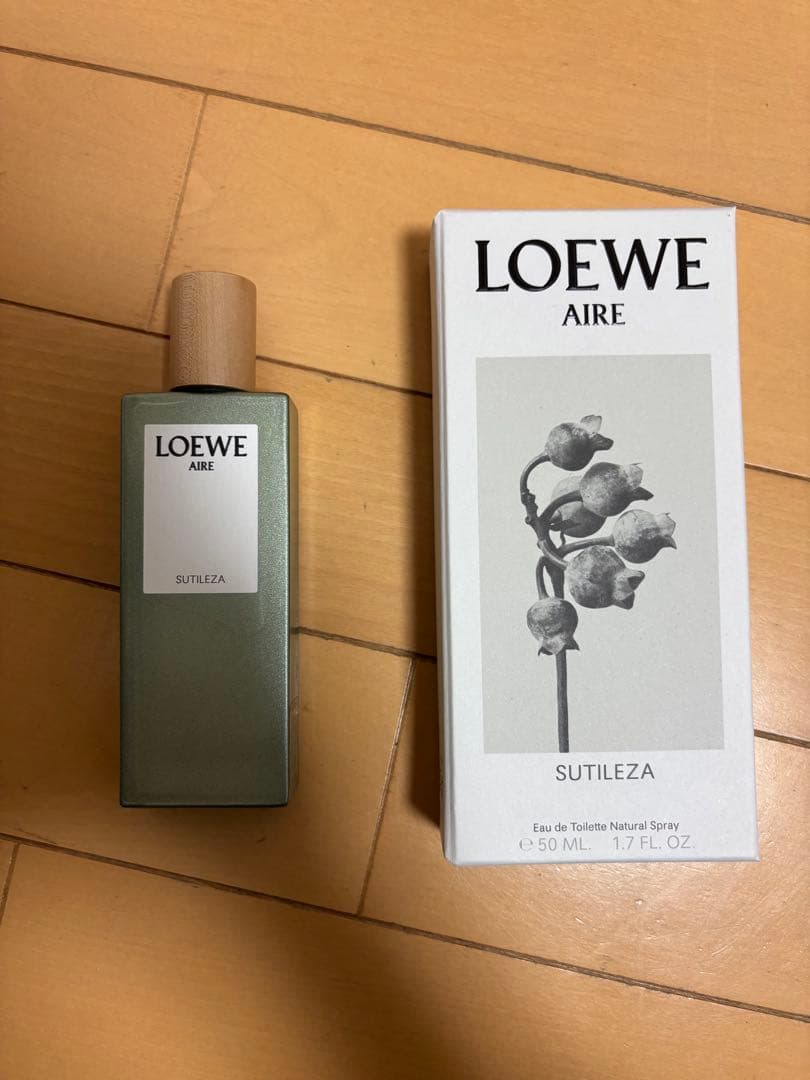 LOEWE
AIRE
SUTILEZA
LOEWE
AIRE
SUTILEZA
Eau de Toilette Natural Spray
℮ 50 ML. 1.7 FL. OZ.